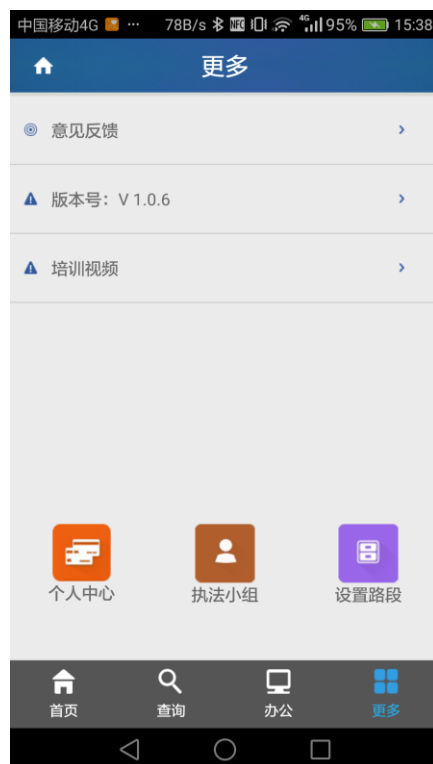 中国移动4G ··· 78B/s NFC 4G 95% 15:38
更多
意见反馈
版本号：V 1.0.6
培训视频
个人中心 执法小组 设置路段
首页 查询 办公 更多